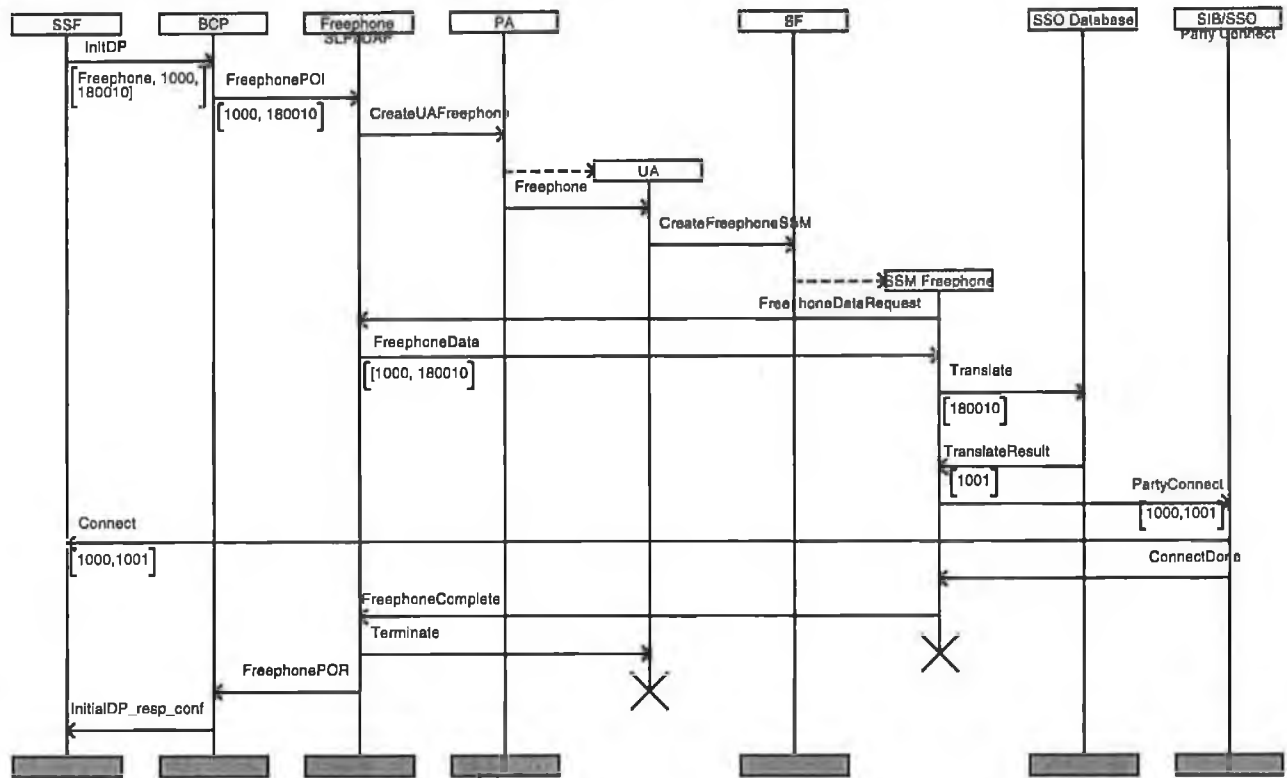 SSF
BCP
Freephone
PA
SF
SSO Database
SIB/SSO
Party Connect
InitDP
[Freephone, 1000,
180010]
FreephonePOI
[1000, 180010]
CreateUAFreephone
UA
Freephone
CreateFreephoneSSM
SSM Freephone
FreephoneDataRequest
FreephoneData
[[1000, 180010]
Translate
[180010]
TranslateResult
[1001]
PartyConnect
[1000,1001]
Connect
[1000,1001]
ConnectDone
FreephoneComplete
Terminate
FreephonePOR
InitialDP_resp_conf